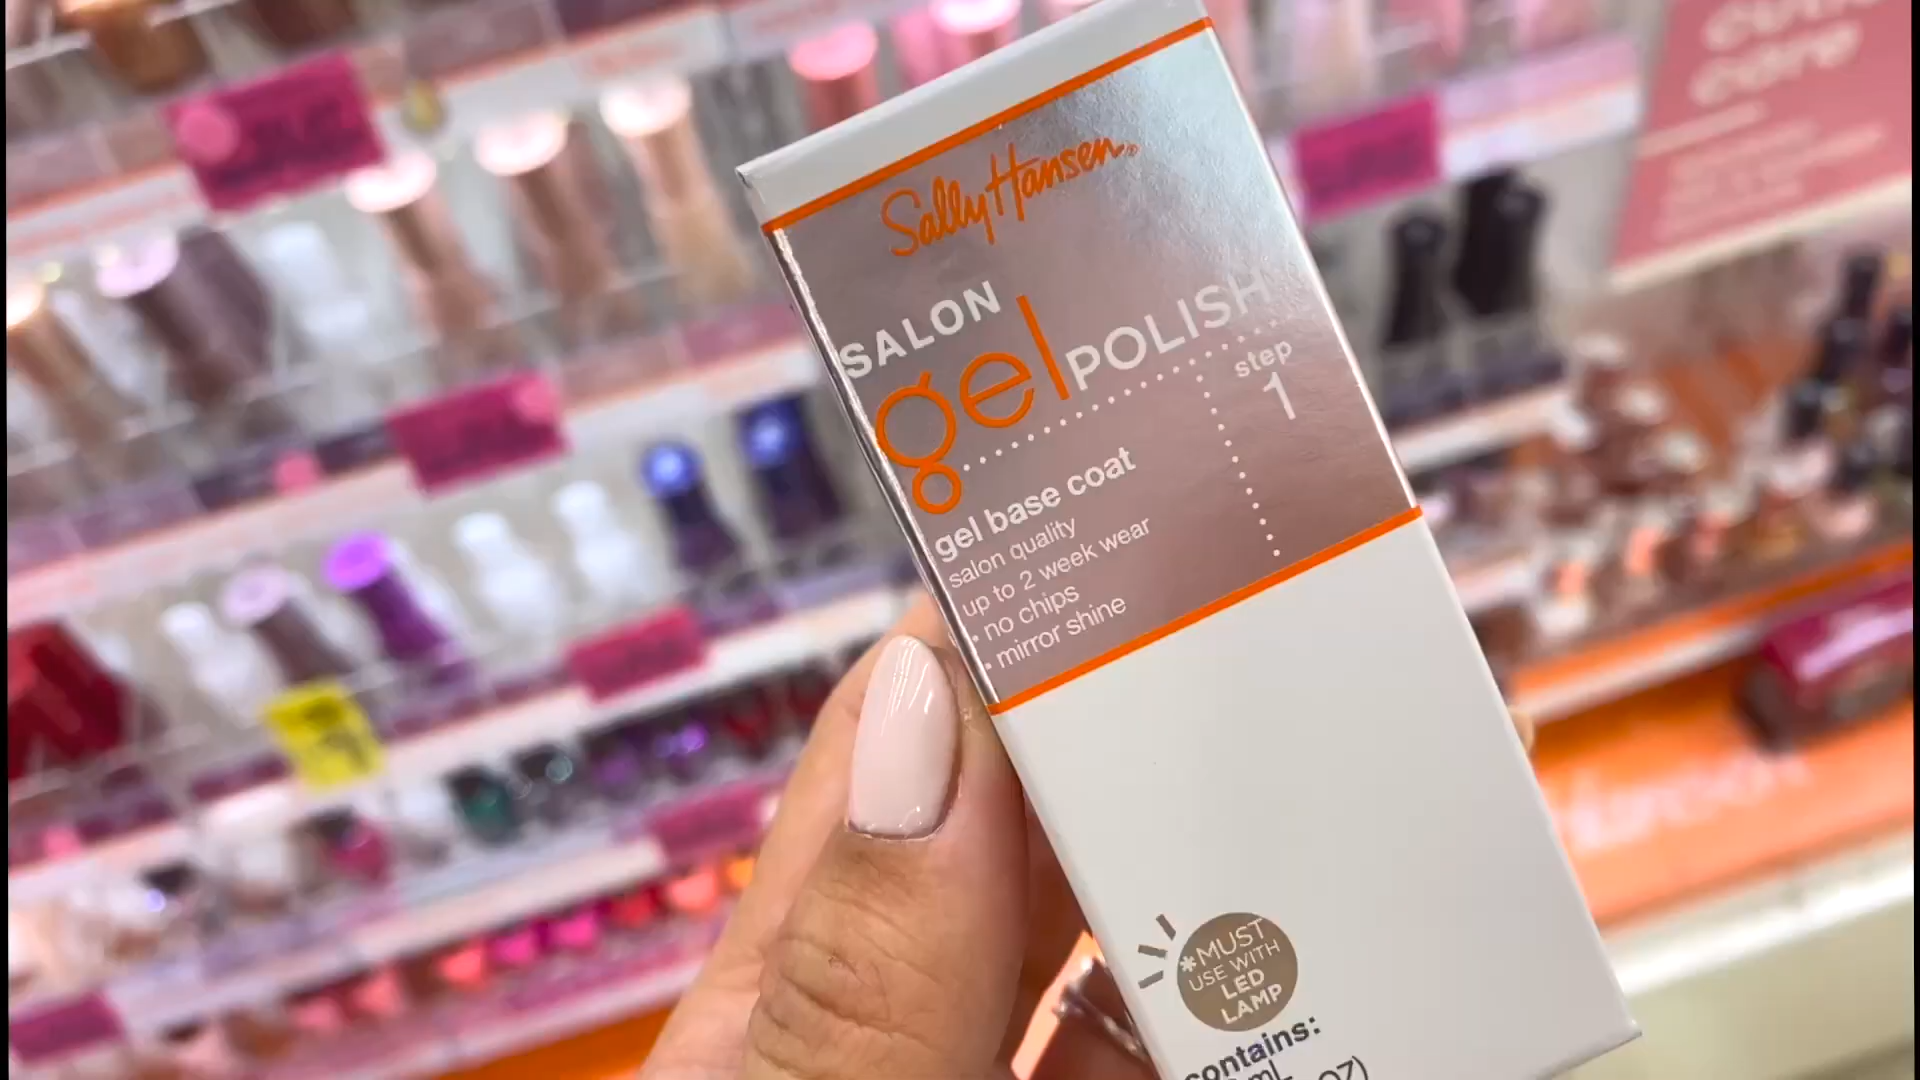 Sally Hansen®
SALON
gel POLISH
step
1
gel base coat
salon quality
up to 2 week wear
• no chips
• mirror shine
*MUST
USE WITH
LED
LAMP
contains:
care